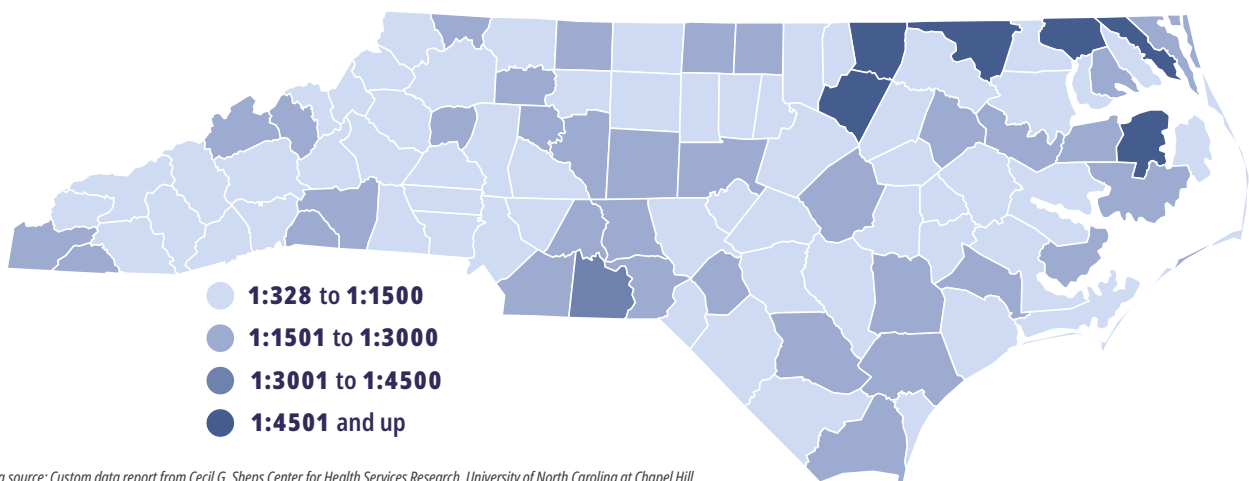 1:328 to 1:1500
1:1501 to 1:3000
1:3001 to 1:4500
1:4501 and up
source: Custom data report from Cecil G. Sheps Center for Health Services Research, University of North Carolina at Chapel Hill